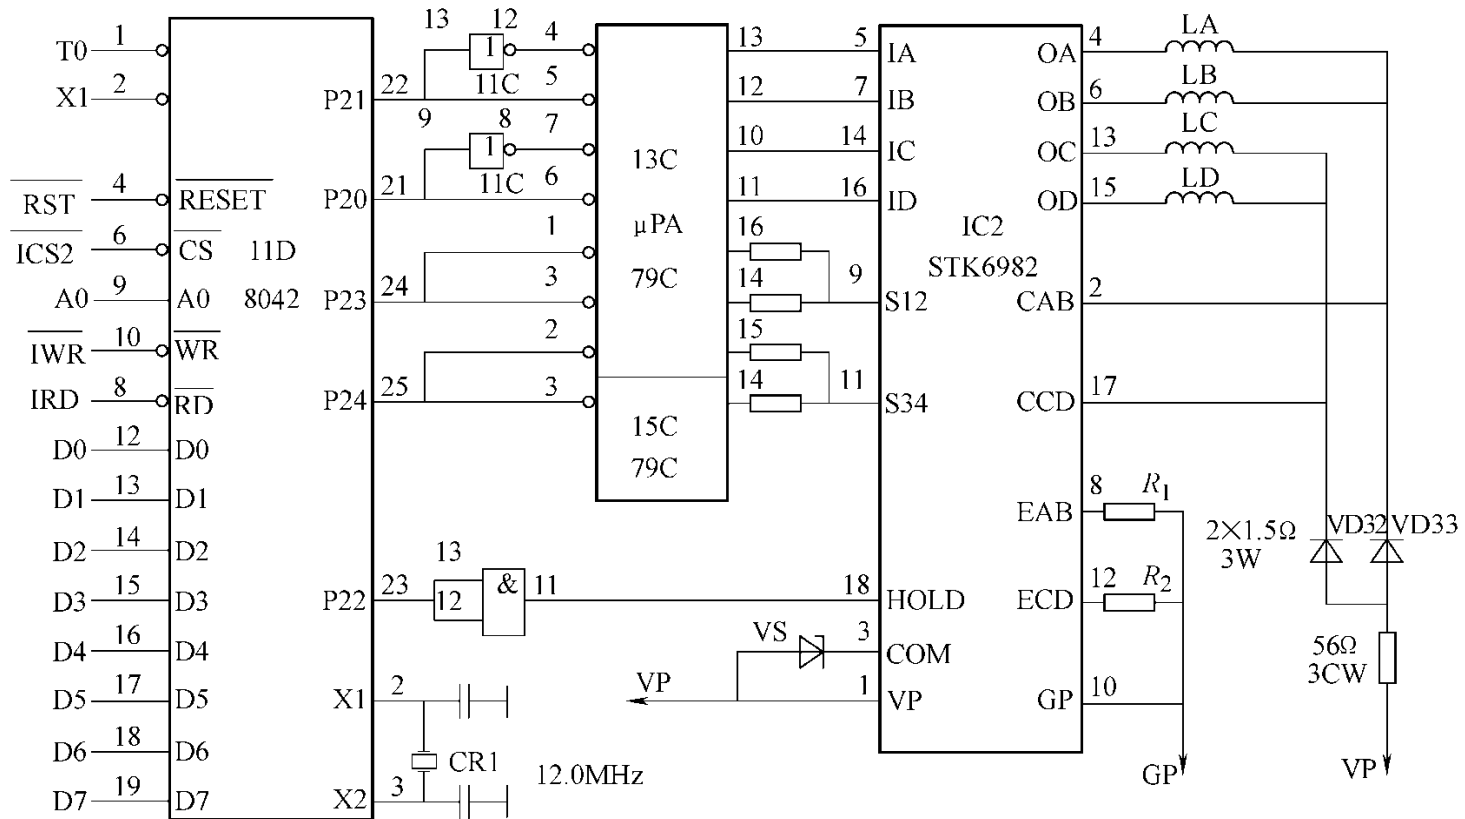 13 12 4 13 5 4 LA
T0 1 1 IA OA
22 11C 5 12 7 6 LB
X1 2 P21 IB OB
9 8 7 10 14 13 LC
1 13C IC OC
21 11C 6 11 16 15 LD
RST 4 RESET P20 ID OD
1 μPA 16 IC2
ICS2 6 CS 11D STK6982
24 3 79C 14 9 2
A0 9 A0 8042 P23 S12 CAB
2 15
IWR 10 WR
25 3 14 11 17
IRD 8 RD P24 S34 CCD
15C
D0 12 D0
79C
D1 13 D1 EAB 8 R1
2×1.5Ω VD32 VD33
D2 14 D2 13 3W
23 & 11 18 12 R2
D3 15 D3 P22 12 HOLD ECD
D4 16 D4 VS 3 COM 56Ω
3CW
D5 17 D5 X1 2 VP 1 VP GP 10
D6 18 D6 CR1 12.0MHz GP VP
D7 19 D7 X2 3